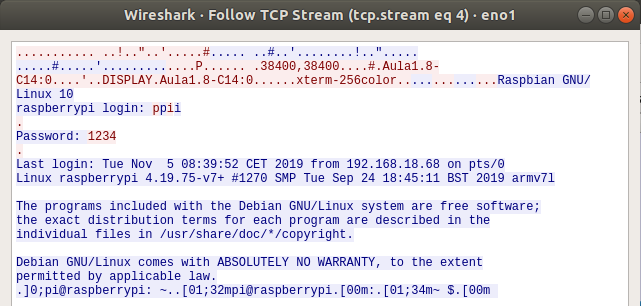 Wireshark · Follow TCP Stream (tcp.stream eq 4) · eno1
........... ..!.."..'.....#..... ..#..'........!..".....
.....#.....'.............P...... .38400,38400....#.Aula1.8-
C14:0....'..DISPLAY.Aula1.8-C14:0......xterm-256color...............Raspbian GNU/
Linux 10
raspberrypi login: ppii
.
Password: 1234
.
Last login: Tue Nov  5 08:39:52 CET 2019 from 192.168.18.68 on pts/0
Linux raspberrypi 4.19.75-v7+ #1270 SMP Tue Sep 24 18:45:11 BST 2019 armv7l

The programs included with the Debian GNU/Linux system are free software;
the exact distribution terms for each program are described in the
individual files in /usr/share/doc/*/copyright.

Debian GNU/Linux comes with ABSOLUTELY NO WARRANTY, to the extent
permitted by applicable law.
.]0;pi@raspberrypi: ~..[01;32mpi@raspberrypi.[00m:.[01;34m~ $.[00m